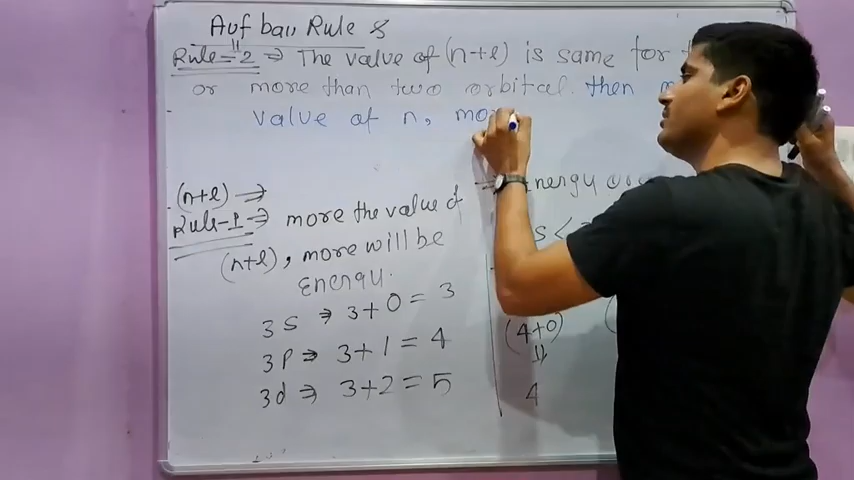 Aufbau Rule
Rule=2 ⇒ The value of (n+l) is same for
or more than two orbital. then
value of n, mo
(n+l) ⇒
Rule-1 ⇒ more the value of
(n+l), more will be
Energy.
3s ⇒ 3+0 = 3
3p ⇒ 3+1 = 4
3d ⇒ 3+2 = 5
Energy
s <
(4+0)
⇓
4